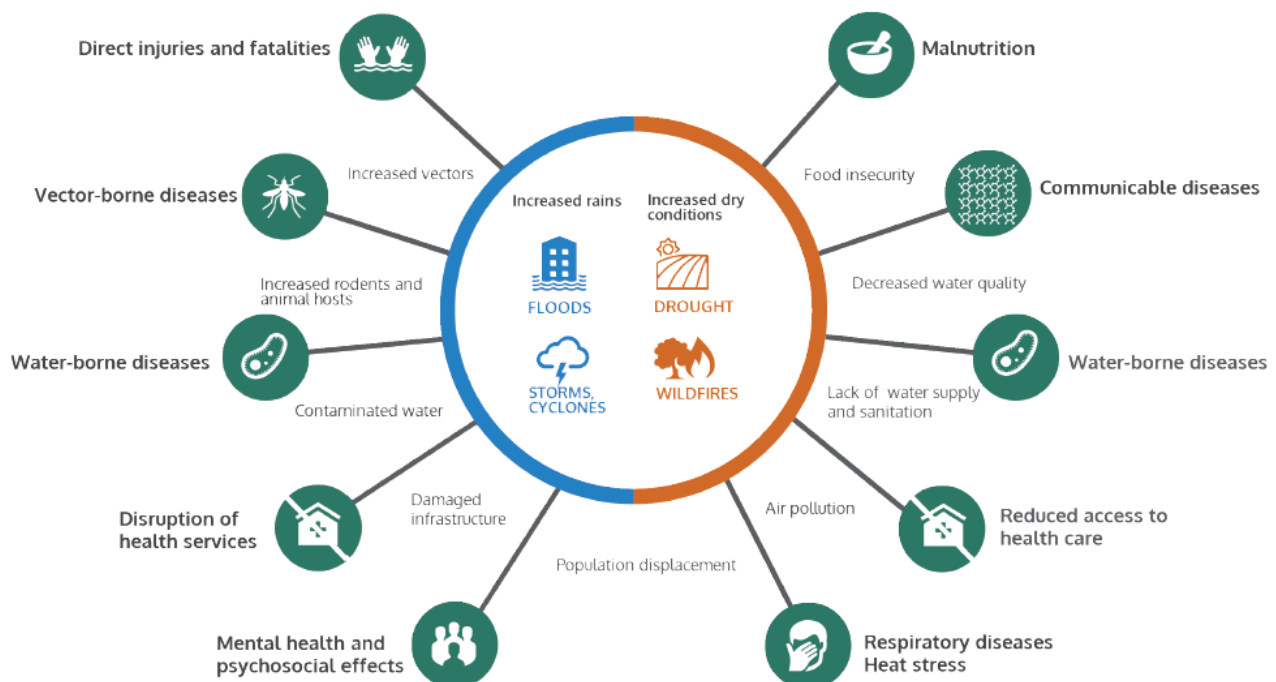 Direct injuries and fatalities
Malnutrition
Increased vectors
Food insecurity
Vector-borne diseases
Communicable diseases
Increased rains
Increased dry
conditions
Increased rodents and
animal hosts
Decreased water quality
FLOODS
DROUGHT
Water-borne diseases
Water-borne diseases
STORMS,
CYCLONES
WILDFIRES
Contaminated water
Lack of water supply
and sanitation
Disruption of
health services
Damaged
infrastructure
Air pollution
Reduced access to
health care
Population displacement
Mental health and
psychosocial effects
Respiratory diseases
Heat stress